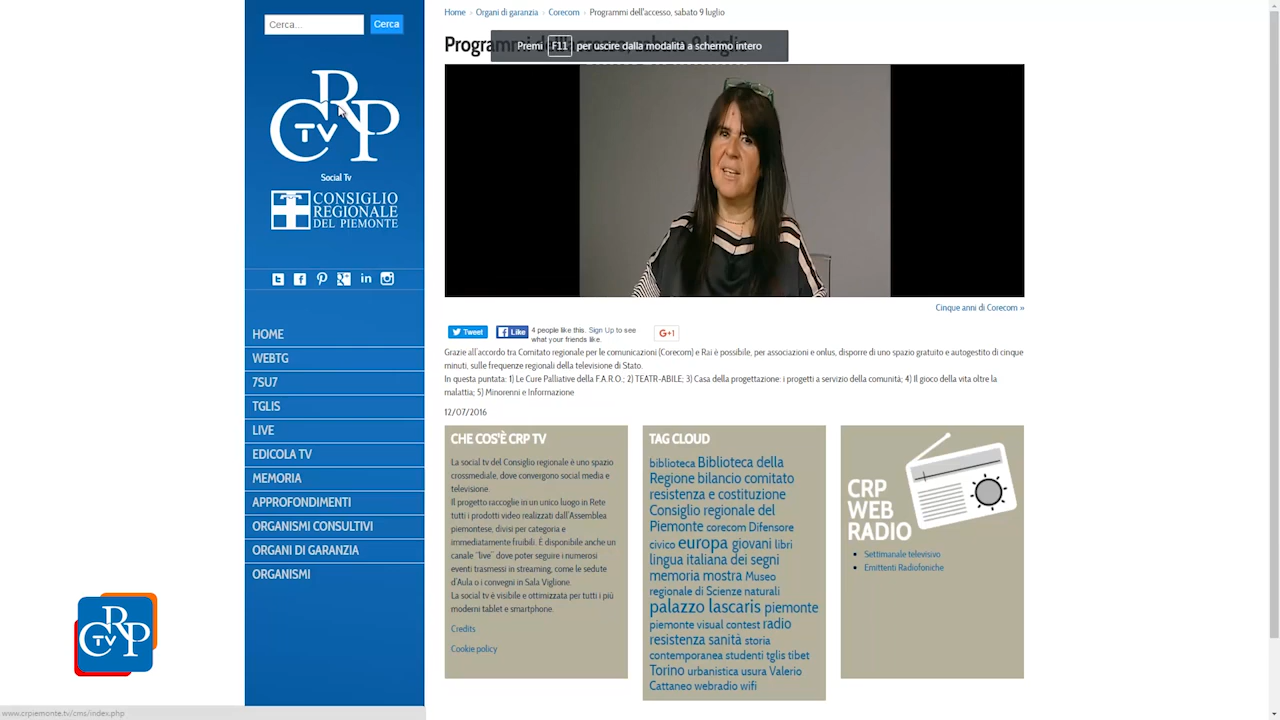 Cerca...
Cerca
CRP
TV
Social Tv
CONSIGLIO
REGIONALE
DEL PIEMONTE
HOME
WEBTG
7SU7
TGLIS
LIVE
EDICOLA TV
MEMORIA
APPROFONDIMENTI
ORGANISMI CONSULTIVI
ORGANI DI GARANZIA
ORGANISMI
CRP
TV
www.crpiemonte.tv/cms/index.php
Home » Organi di garanzia » Corecom » Programmi dell'accesso, sabato 9 luglio
Programmi dell'accesso, sabato 9 luglio
Premi F11 per uscire dalla modalità a schermo intero
Cinque anni di Corecom »
Tweet
Like
4 people like this. Sign Up to see
what your friends like.
G+1
Grazie all'accordo tra Comitato regionale per le comunicazioni (Corecom) e Rai è possibile, per associazioni e onlus, disporre di uno spazio gratuito e autogestito di cinque
minuti, sulle frequenze regionali della televisione di Stato.
In questa puntata: 1) Le Cure Palliative della F.A.R.O.; 2) TEATR-ABILE; 3) Casa della progettazione: i progetti a servizio della comunità; 4) Il gioco della vita oltre la
malattia; 5) Minorenni e Informazione
12/07/2016
CHE COS'È CRP TV
La social tv del Consiglio regionale è uno spazio
crossmediale, dove convergono social media e
televisione.
Il progetto raccoglie in un unico luogo in Rete
tutti i prodotti video realizzati dall'Assemblea
piemontese, divisi per categoria e
immediatamente fruibili. È disponibile anche un
canale "live" dove poter seguire i numerosi
eventi trasmessi in streaming, come le sedute
d'Aula o i convegni in Sala Viglione.
La social tv è visibile e ottimizzata per tutti i più
moderni tablet e smartphone.
Credits
Cookie policy
TAG CLOUD
biblioteca Biblioteca della
Regione bilancio comitato
resistenza e costituzione
Consiglio regionale del
Piemonte corecom Difensore
civico europa giovani libri
lingua italiana dei segni
memoria mostra Museo
regionale di Scienze naturali
palazzo lascaris piemonte
piemonte visual contest radio
resistenza sanità storia
contemporanea studenti tglis tibet
Torino urbanistica usura Valerio
Cattaneo webradio wifi
CRP
WEB
RADIO
Settimanale televisivo
Emittenti Radiofoniche